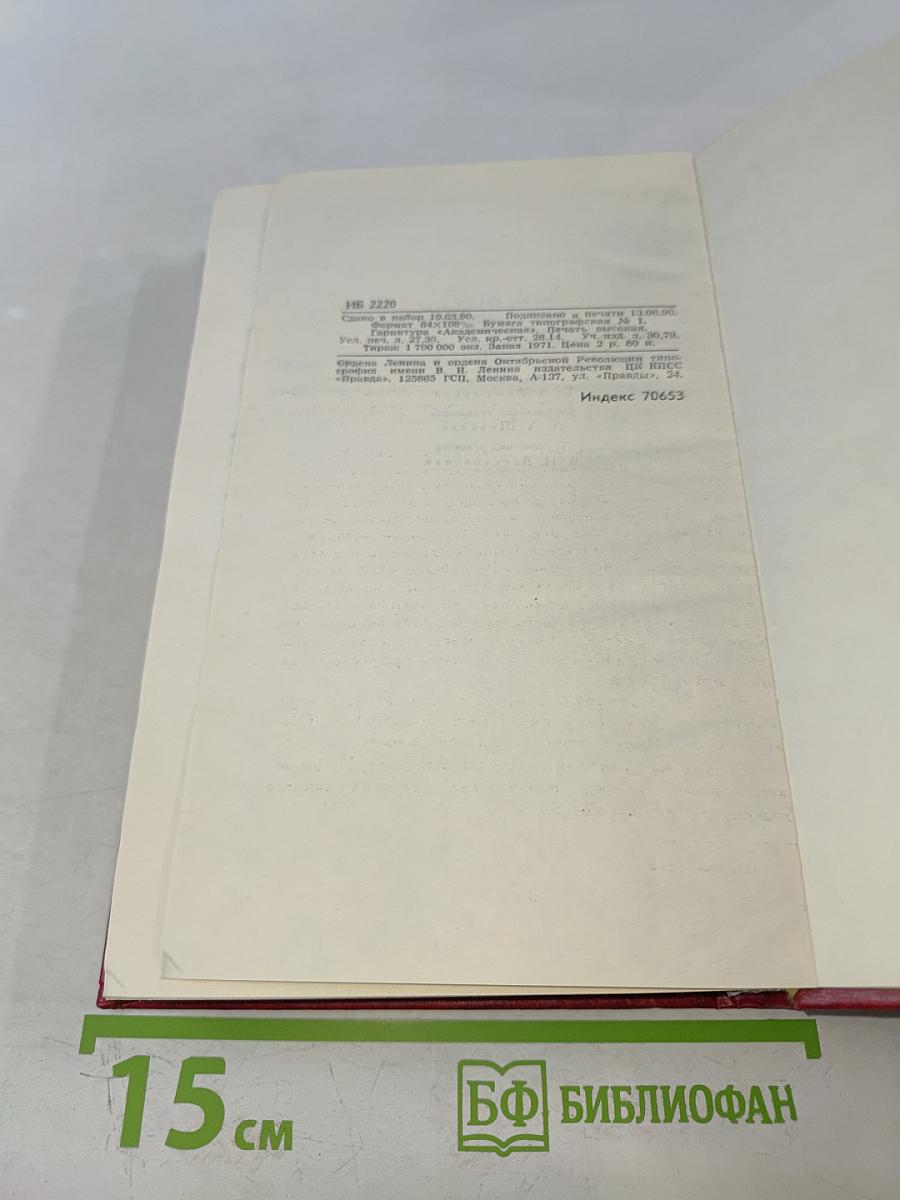 ИБ 2220
Сдано в набор 19.03.90. Подписано к печати 13.06.90.
Формат 84×108¹/₃₂. Бумага типографская № 1.
Гарнитура «Академическая». Печать высокая.
Усл. печ. л. 27,30. Усл. кр.-отт. 28,14. Уч.-изд. л. 30,79.
Тираж 1 700 000 экз. Заказ 1971. Цена 2 р. 80 к.
Ордена Ленина и ордена Октябрьской Революции типо-
графия имени В. И. Ленина издательства ЦК КПСС
«Правда», 125865 ГСП, Москва, А-137, ул. «Правды», 24.
Индекс 70653
15 см
БФ БИБЛИОФАН